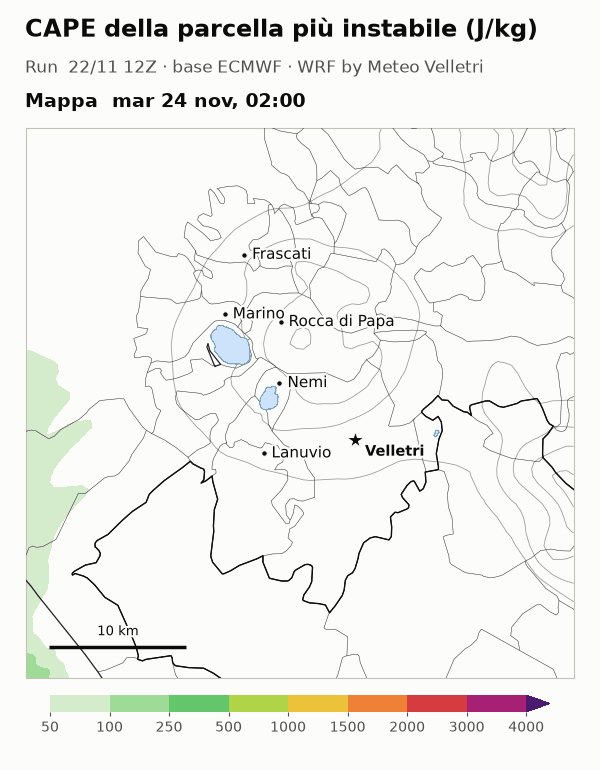 CAPE della parcella più instabile (J/kg)
Run  22/11 12Z · base ECMWF · WRF by Meteo Velletri
Mappa  mar 24 nov, 02:00
Frascati
Marino
Rocca di Papa
Nemi
Velletri
Lanuvio
10 km
50 100 250 500 1000 1500 2000 3000 4000